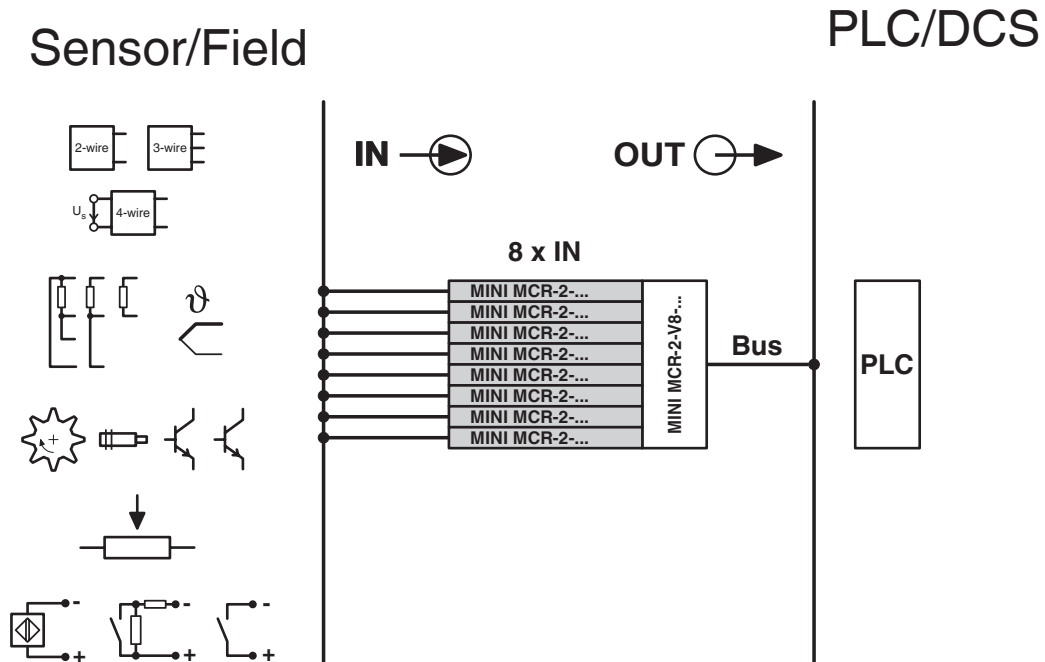 Sensor/Field
PLC/DCS
2-wire
3-wire
IN
OUT
Us
4-wire
8 x IN
MINI MCR-2-...
MINI MCR-2-...
MINI MCR-2-...
MINI MCR-2-...
MINI MCR-2-...
MINI MCR-2-...
MINI MCR-2-...
MINI MCR-2-...
MINI MCR-2-V8-...
Bus
PLC
ϑ
+
-
-
-
+
+
+